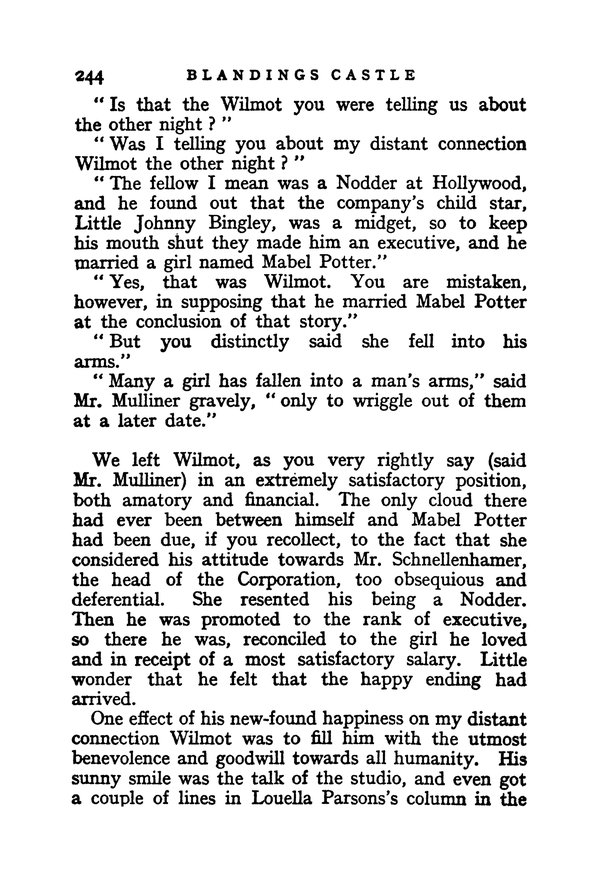 244 BLANDINGS CASTLE
“ Is that the Wilmot you were telling us about
the other night ? ”
“ Was I telling you about my distant connection
Wilmot the other night ? ”
“ The fellow I mean was a Nodder at Hollywood,
and he found out that the company’s child star,
Little Johnny Bingley, was a midget, so to keep
his mouth shut they made him an executive, and he
married a girl named Mabel Potter.”
“ Yes, that was Wilmot. You are mistaken,
however, in supposing that he married Mabel Potter
at the conclusion of that story.”
“ But you distinctly said she fell into his
arms.”
“ Many a girl has fallen into a man’s arms,” said
Mr. Mulliner gravely, “ only to wriggle out of them
at a later date.”
We left Wilmot, as you very rightly say (said
Mr. Mulliner) in an extremely satisfactory position,
both amatory and financial. The only cloud there
had ever been between himself and Mabel Potter
had been due, if you recollect, to the fact that she
considered his attitude towards Mr. Schnellenhamer,
the head of the Corporation, too obsequious and
deferential. She resented his being a Nodder.
Then he was promoted to the rank of executive,
so there he was, reconciled to the girl he loved
and in receipt of a most satisfactory salary. Little
wonder that he felt that the happy ending had
arrived.
One effect of his new-found happiness on my distant
connection Wilmot was to fill him with the utmost
benevolence and goodwill towards all humanity. His
sunny smile was the talk of the studio, and even got
a couple of lines in Louella Parsons’s column in the